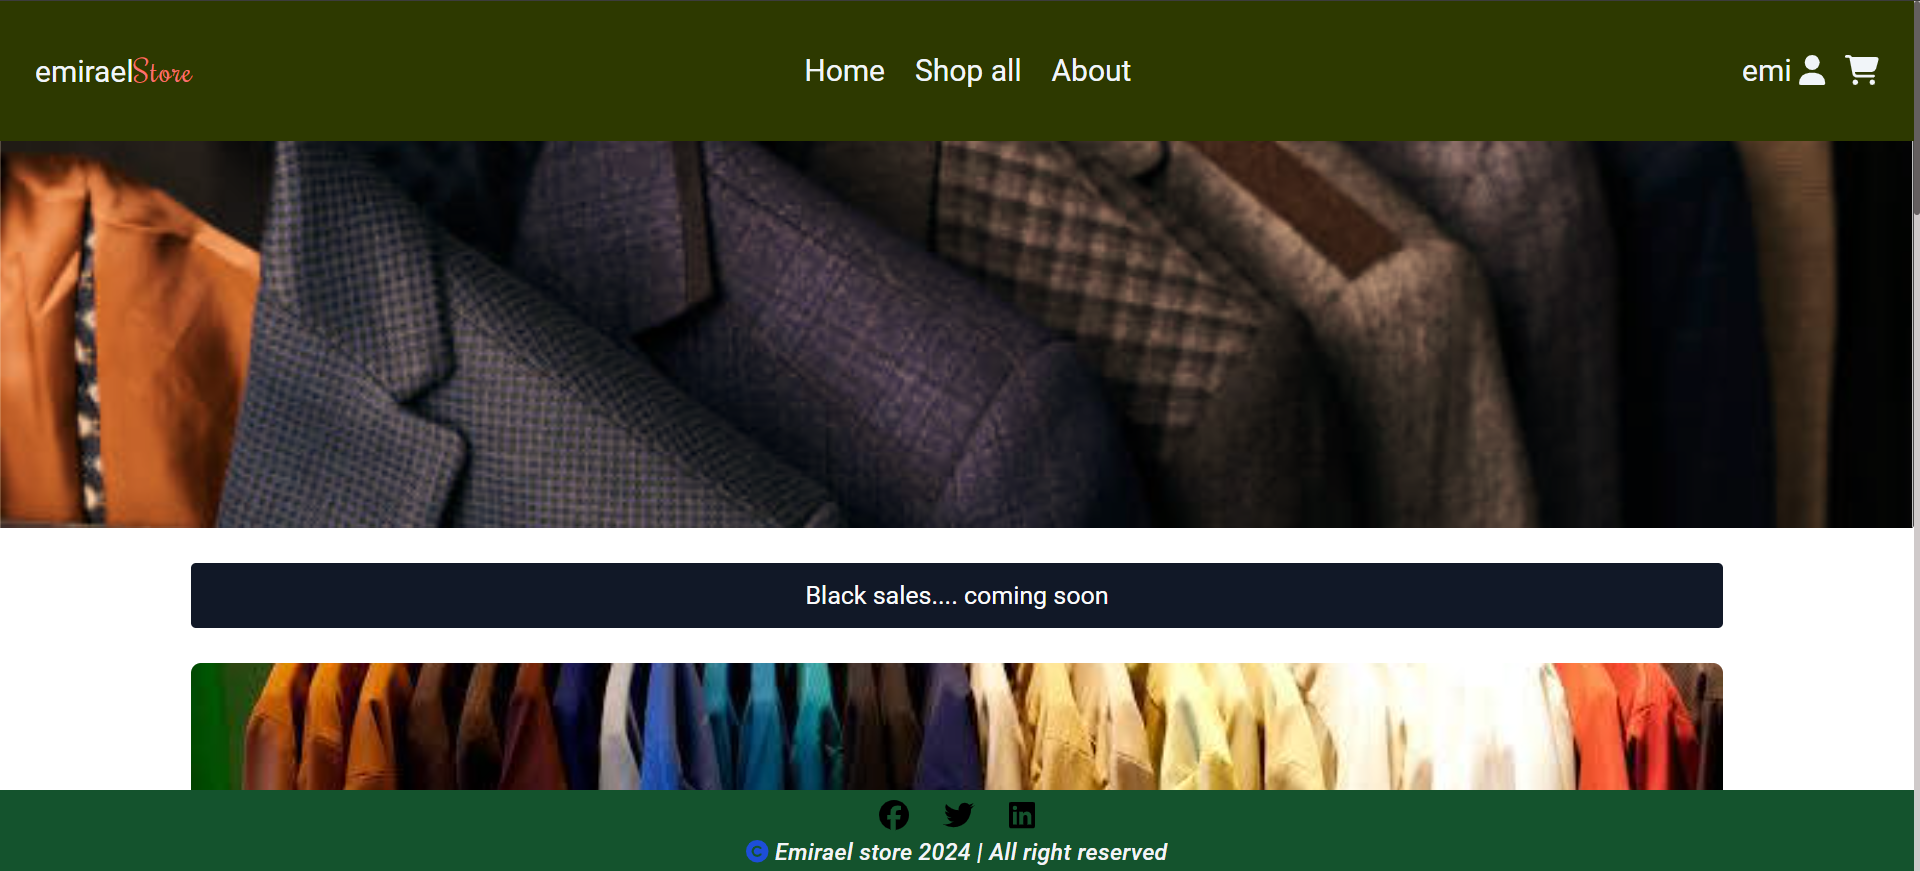 emiraelStore
Home Shop all About
emi
Black sales.... coming soon
© Emirael store 2024 | All right reserved